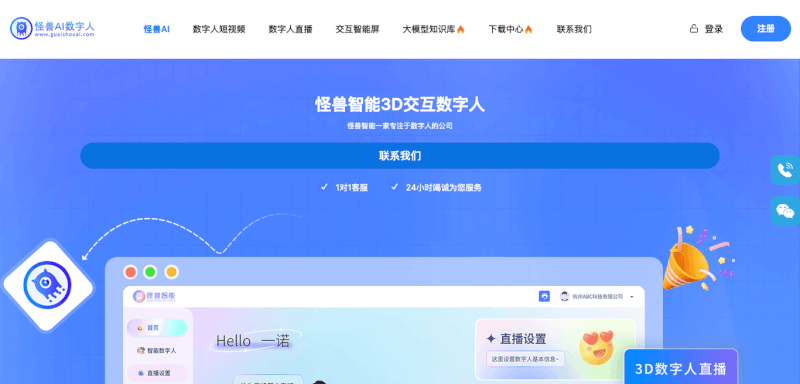 怪兽AI数字人
www.guaishouai.com
怪兽AI
数字人短视频
数字人直播
交互智能屏
大模型知识库
下载中心
联系我们
登录
注册
怪兽智能3D交互数字人
怪兽智能一家专注于数字人的公司
联系我们
1对1客服
24小时竭诚为您服务
怪兽智能
杭州ABC科技有限公司
首页
Hello 一诺
直播设置
这里设置数字人基本信息~
智能数字人
3D数字人直播
直播设置